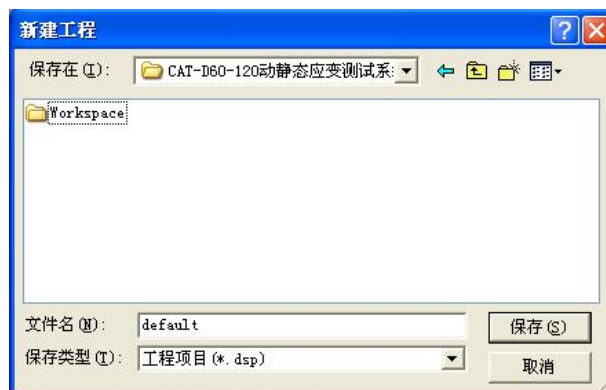 新建工程
保存在(I): CAT-D60-120动静态应变测试系
Workspace
文件名(N): default 保存(S)
保存类型(T): 工程项目(*.dsp) 取消